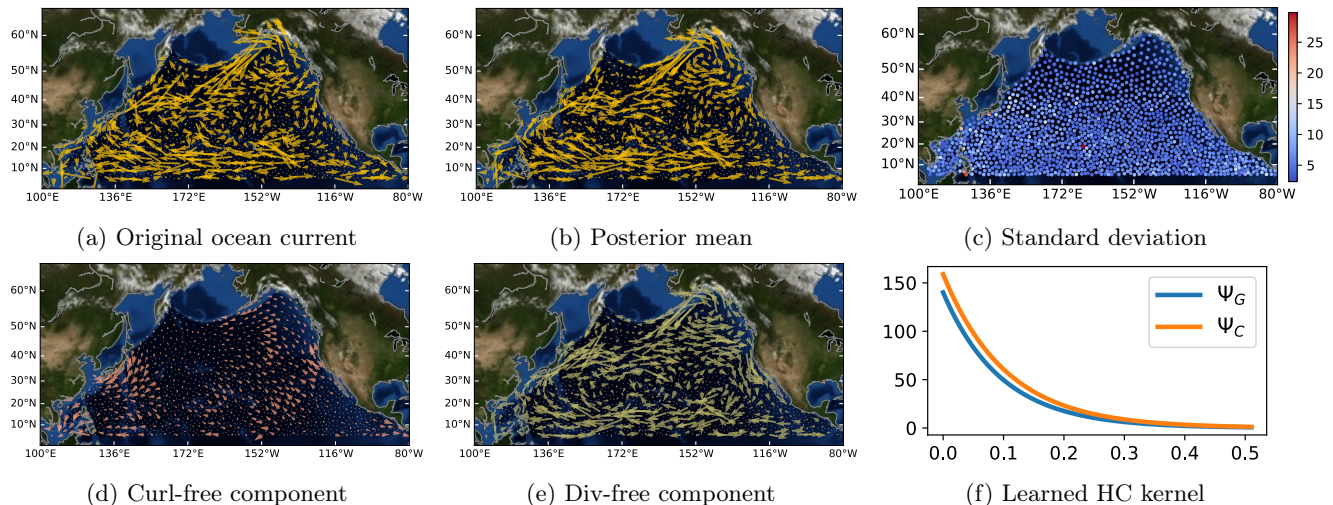 60°N
50°N
40°N
30°N
20°N
10°N
100°E 136°E 172°E 152°W 116°W 80°W
(a) Original ocean current
60°N
50°N
40°N
30°N
20°N
10°N
100°E 136°E 172°E 152°W 116°W 80°W
(b) Posterior mean
60°N
50°N
40°N
30°N
20°N
10°N
100°E 136°E 172°E 152°W 116°W 80°W
25
20
15
10
5
(c) Standard deviation
60°N
50°N
40°N
30°N
20°N
10°N
100°E 136°E 172°E 152°W 116°W 80°W
(d) Curl-free component
60°N
50°N
40°N
30°N
20°N
10°N
100°E 136°E 172°E 152°W 116°W 80°W
(e) Div-free component
150
100
50
0
Ψ_G
Ψ_C
0.0 0.1 0.2 0.3 0.4 0.5
(f) Learned HC kernel